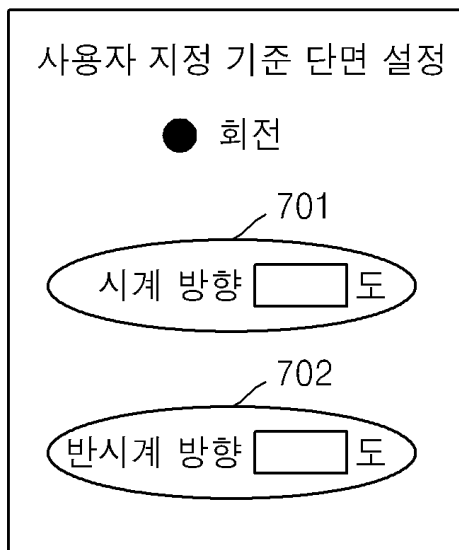 사용자 지정 기준 단면 설정
● 회전
701
시계 방향 도
702
반시계 방향 도